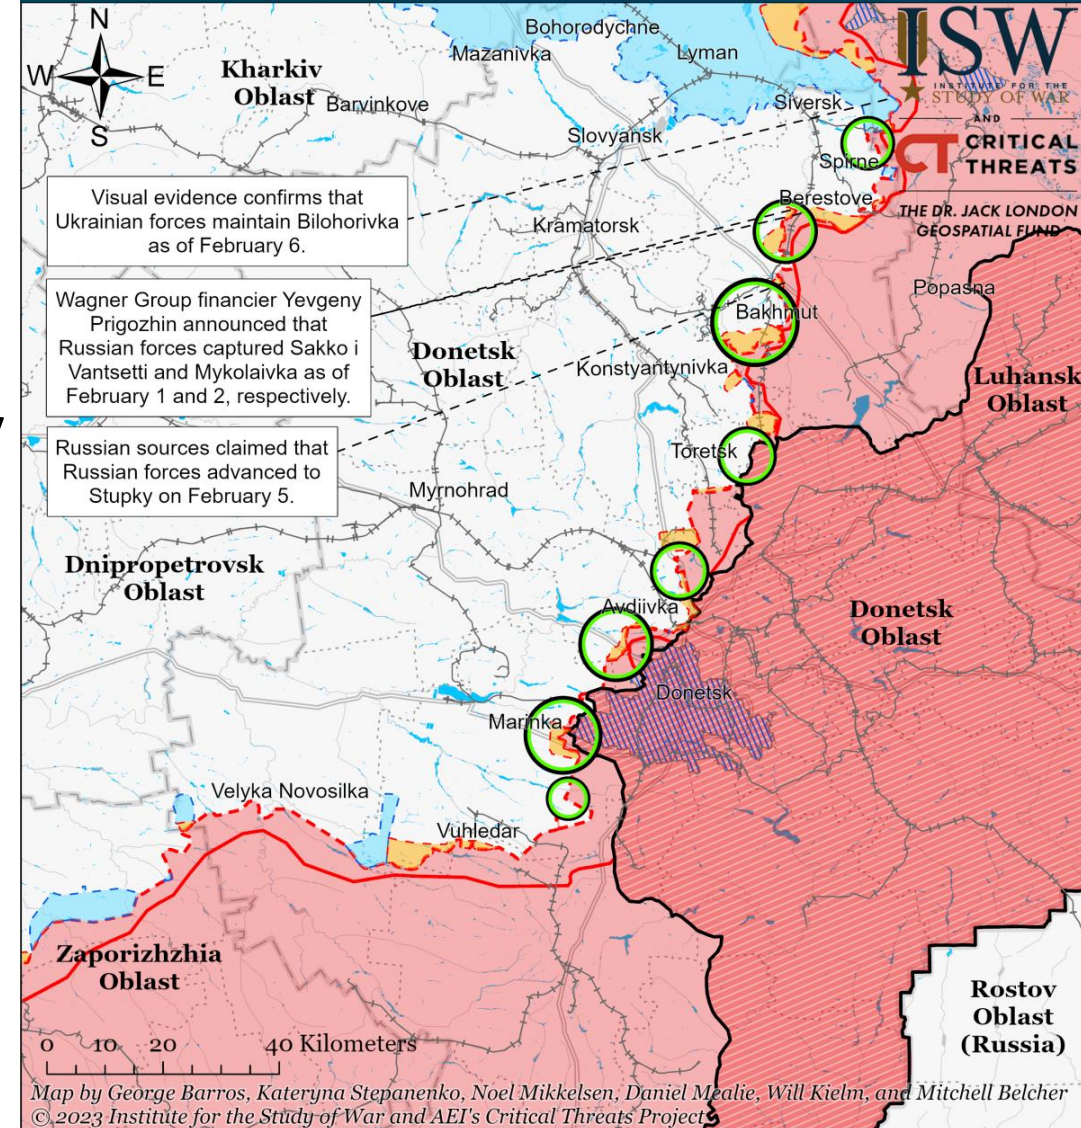 N
W E
S
Bohorodychne
Mazanivka
Lyman
ISW
INSTITUTE FOR THE
STUDY OF WAR
AND
CRITICAL
THREATS
CT
THE DR. JACK LONDON
GEOSPATIAL FUND
Kharkiv
Oblast
Barvinkove
Siversk
Slovyansk
Spirne
Visual evidence confirms that
Ukrainian forces maintain Bilohorivka
as of February 6.
Berestove
Kramatorsk
Wagner Group financier Yevgeny
Prigozhin announced that
Russian forces captured Sakko i
Vantsetti and Mykolaivka as of
February 1 and 2, respectively.
Popasna
Bakhmut
Donetsk
Oblast
Konstyantynivka
Luhansk
Oblast
Russian sources claimed that
Russian forces advanced to
Stupky on February 5.
Toretsk
Myrnohrad
Dnipropetrovsk
Oblast
Avdiivka
Donetsk
Oblast
Donetsk
Marinka
Velyka Novosilka
Vuhledar
Zaporizhzhia
Oblast
Rostov
Oblast
(Russia)
0 10 20 40 Kilometers
Map by George Barros, Kateryna Stepanenko, Noel Mikkelsen, Daniel Mealie, Will Kielm, and Mitchell Belcher
© 2023 Institute for the Study of War and AEI's Critical Threats Project